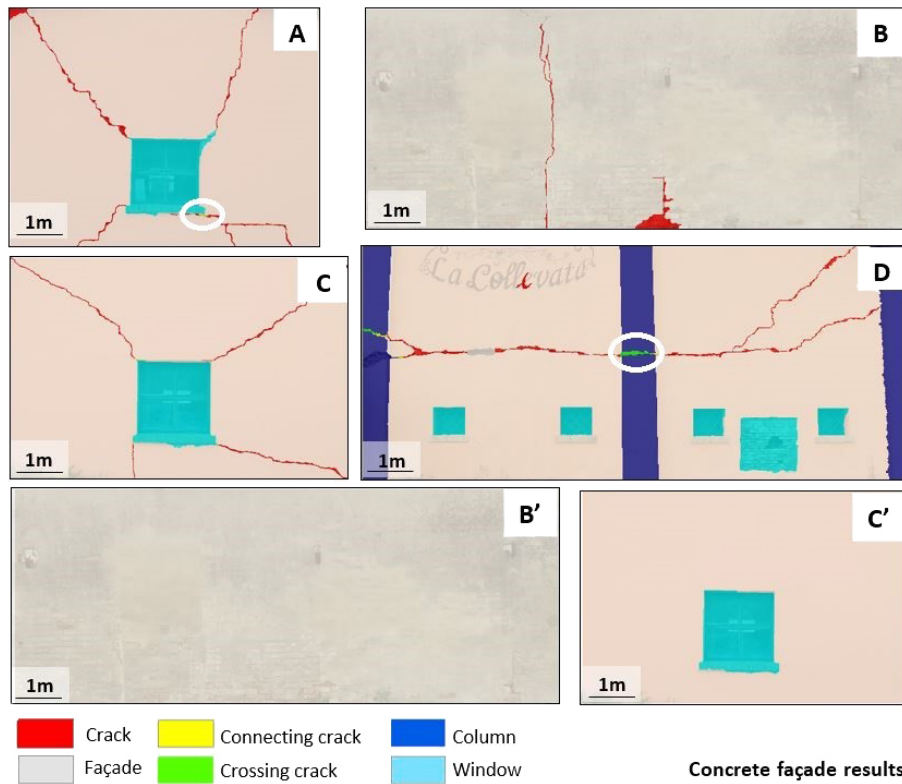 A
1m
B
1m
C
1m
La Collevata
D
1m
B’
1m
C’
1m
Crack
Connecting crack
Column
Façade
Crossing crack
Window
Concrete façade results